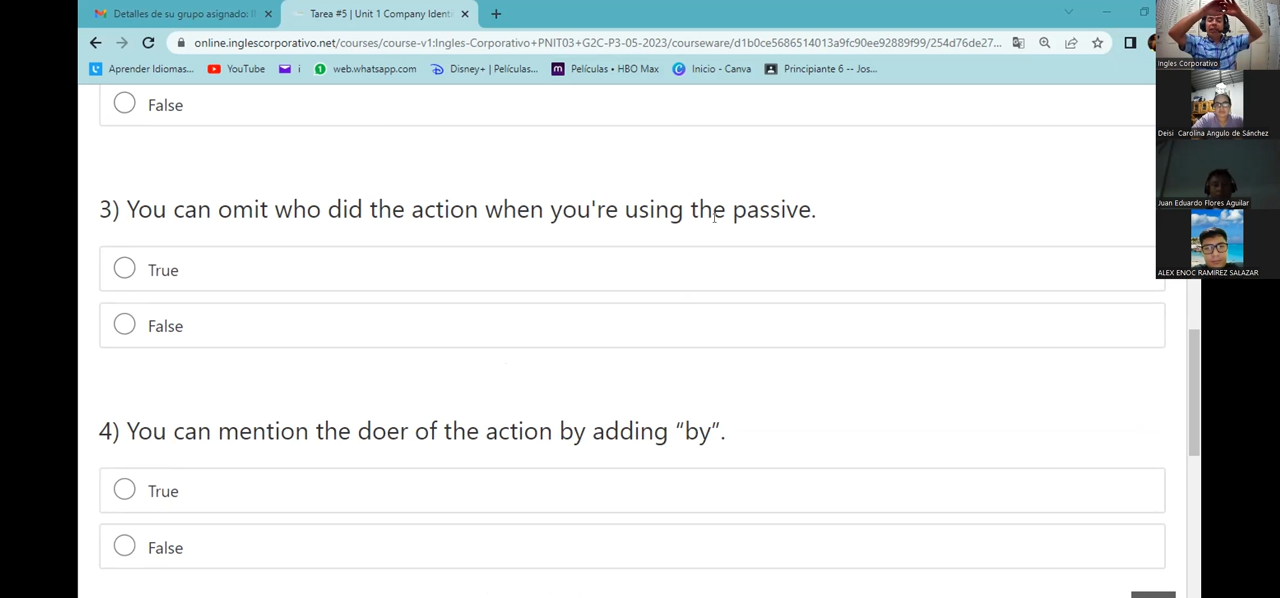 Detalles de su grupo asignado:
Tarea #5 | Unit 1 Company Ident
online.inglescorporativo.net/courses/course-v1:Ingles-Corporativo+PNIT03+G2C-P3-05-2023/courseware/d1b0ce5686514013a9fc90ee92889f99/254d76de27...
Aprender Idiomas...
YouTube
i
web.whatsapp.com
Disney+ | Películas...
Películas • HBO Max
Inicio - Canva
Principiante 6 -- Jos...
Ingles Corporativo
Deisi Carolina Angulo de Sánchez
Juan Eduardo Flores Aguilar
ALEX ENOC RAMIREZ SALAZAR
False
3) You can omit who did the action when you're using the passive.
True
False
4) You can mention the doer of the action by adding “by”.
True
False